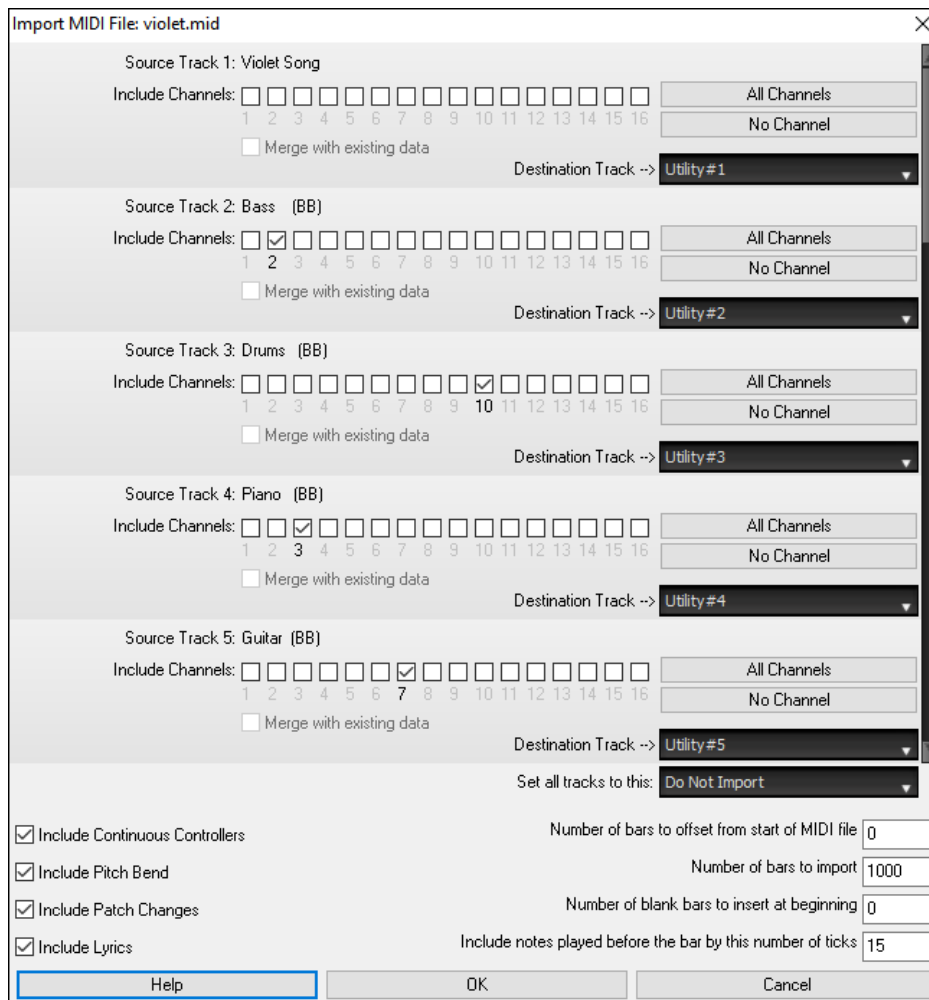 Import MIDI File: violet.mid
Source Track 1: Violet Song
Include Channels: All Channels
1 2 3 4 5 6 7 8 9 10 11 12 13 14 15 16 No Channel
Merge with existing data
Destination Track --> Utility#1
Source Track 2: Bass (BB)
Include Channels: All Channels
1 2 3 4 5 6 7 8 9 10 11 12 13 14 15 16 No Channel
Merge with existing data
Destination Track --> Utility#2
Source Track 3: Drums (BB)
Include Channels: All Channels
1 2 3 4 5 6 7 8 9 10 11 12 13 14 15 16 No Channel
Merge with existing data
Destination Track --> Utility#3
Source Track 4: Piano (BB)
Include Channels: All Channels
1 2 3 4 5 6 7 8 9 10 11 12 13 14 15 16 No Channel
Merge with existing data
Destination Track --> Utility#4
Source Track 5: Guitar (BB)
Include Channels: All Channels
1 2 3 4 5 6 7 8 9 10 11 12 13 14 15 16 No Channel
Merge with existing data
Destination Track --> Utility#5
Set all tracks to this: Do Not Import
Include Continuous Controllers Number of bars to offset from start of MIDI file 0
Include Pitch Bend Number of bars to import 1000
Include Patch Changes Number of blank bars to insert at beginning 0
Include Lyrics Include notes played before the bar by this number of ticks 15
Help OK Cancel